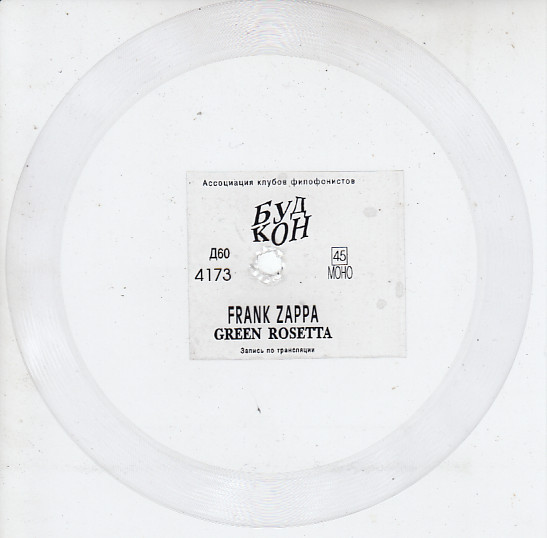 Ассоциация клубов филофонистов
БУД
КОН
Д60
45
4173
МОНО
FRANK ZAPPA
GREEN ROSETTA
Запись по трансляции